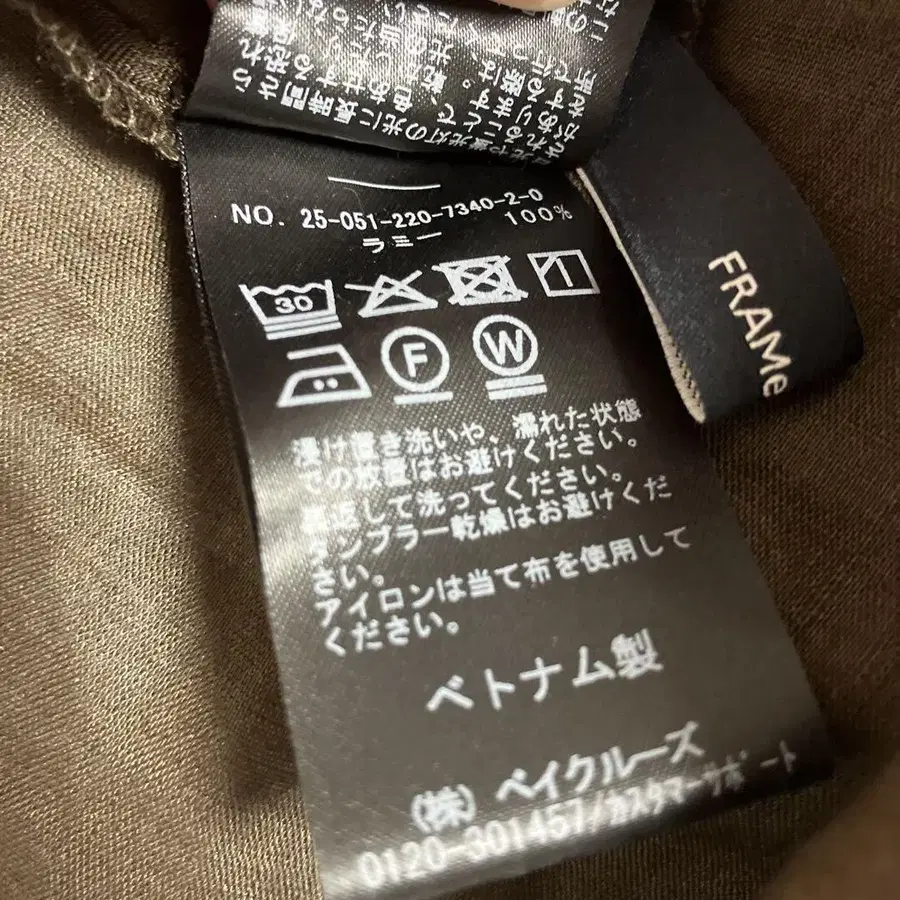 NO. 25-051-220-7340-2-0
ラミー 100%
30
F
W
浸け置き洗いや、濡れた状態
での放置はお避けください。
裏返して洗ってください。
タンブラー乾燥はお避けくだ
さい。
アイロンは当て布を使用して
ください。
ベトナム製
(株) ベイクルーズ
0120-301457/カスタマーサポート
FRAMe